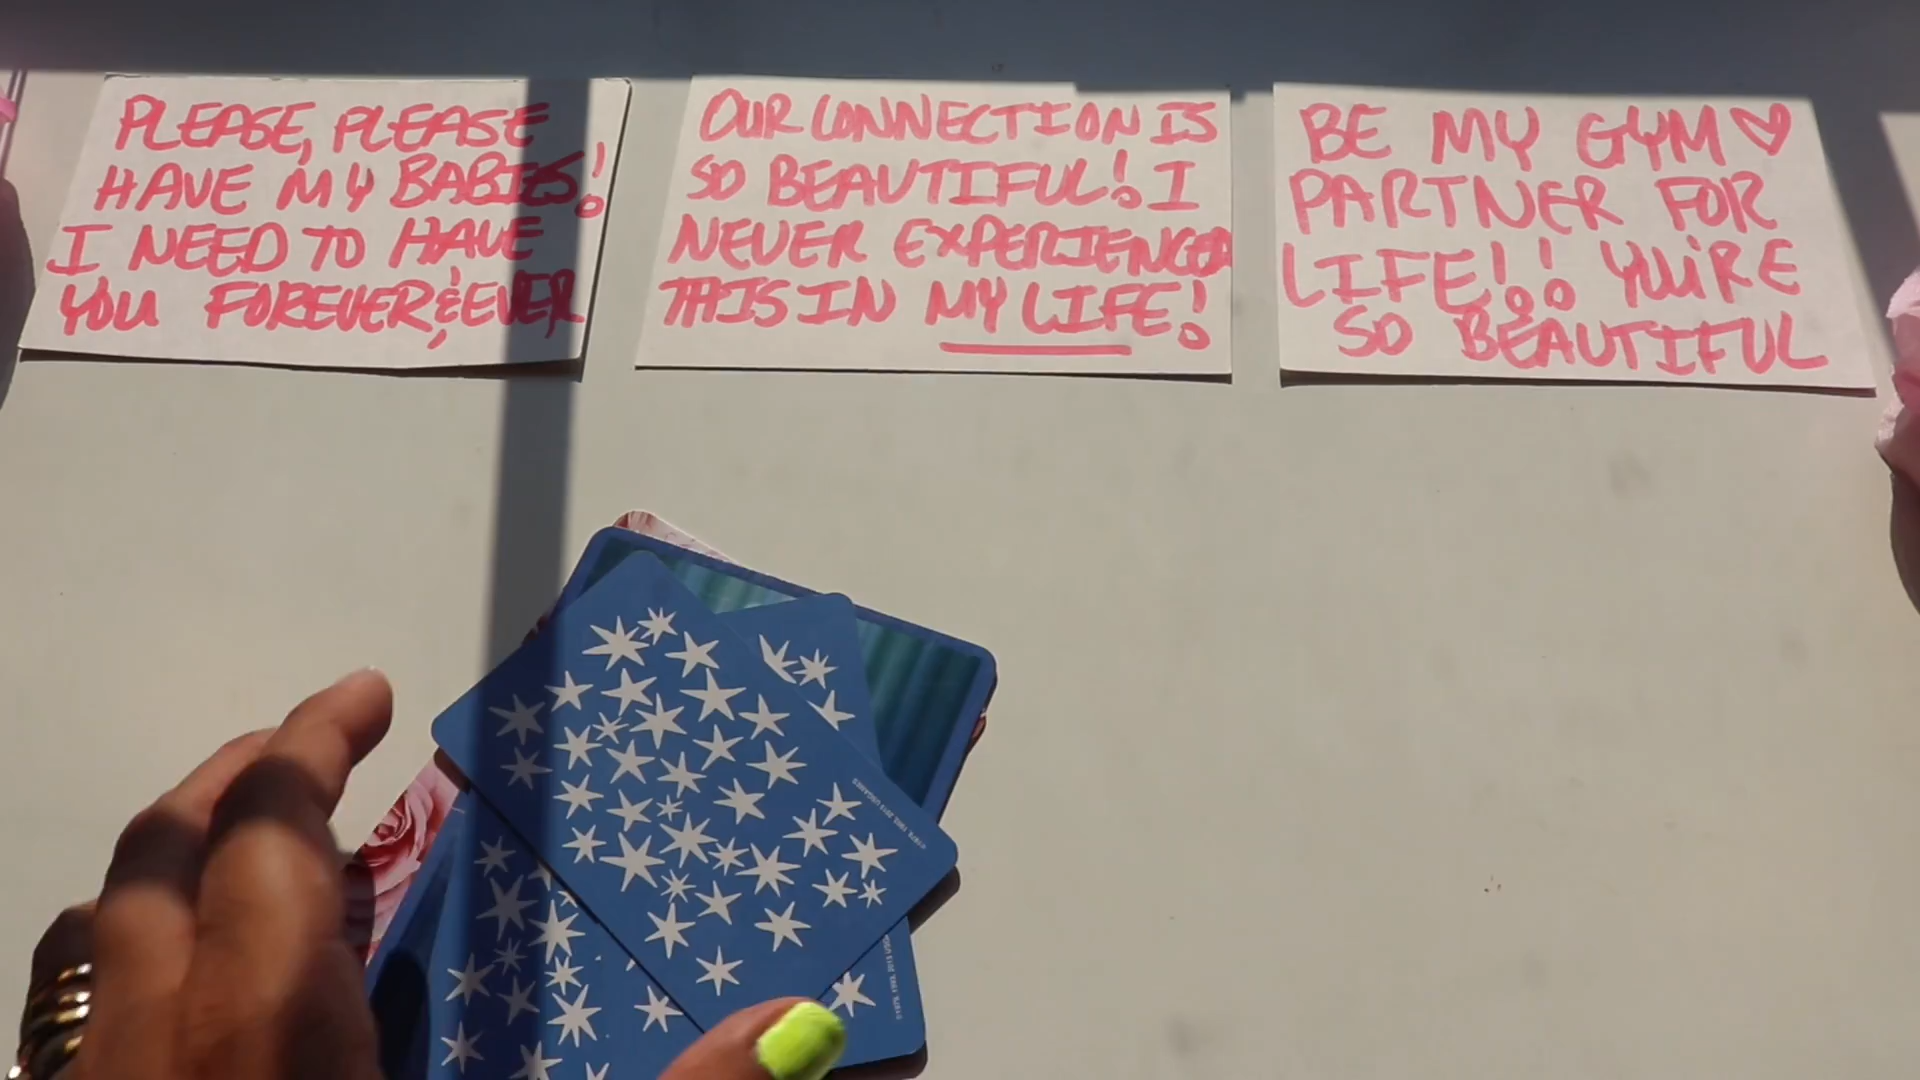 PLEASE, PLEASE
HAVE MY BABIES!
I NEED TO HAVE
YOU FOREVER & EVER
OUR CONNECTION IS
SO BEAUTIFUL! I
NEVER EXPERIENCED
THIS IN MY LIFE!
BE MY GYM ♡
PARTNER FOR
LIFE!! YOU'RE
SO BEAUTIFUL